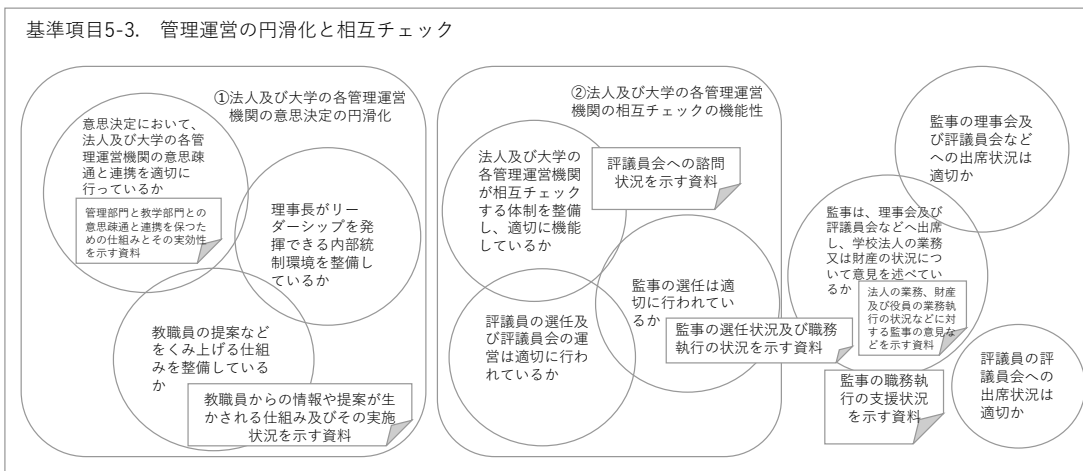 基準項目5-3. 管理運営の円滑化と相互チェック
①法人及び大学の各管理運営
機関の意思決定の円滑化
意思決定において、
法人及び大学の各管
理運営機関の意思疎
通と連携を適切に
行っているか
管理部門と教学部門との
意思疎通と連携を保つた
めの仕組みとその実効性
を示す資料
理事長がリー
ダーシップを発
揮できる内部統
制環境を整備し
ているか
教職員の提案など
をくみ上げる仕組
みを整備している
か
教職員からの情報や提案が生
かされる仕組み及びその実施
状況を示す資料
②法人及び大学の各管理運営
機関の相互チェックの機能性
法人及び大学の
各管理運営機関
が相互チェック
する体制を整備
し、適切に機能
しているか
評議員会への諮問
状況を示す資料
監事の選任は適
切に行われてい
るか
監事の選任状況及び職務
執行の状況を示す資料
評議員の選任及
び評議員会の運
営は適切に行わ
れているか
監事の理事会及
び評議員会など
への出席状況は
適切か
監事は、理事会及び
評議員会などへ出席
し、学校法人の業務
又は財産の状況につ
いて意見を述べてい
るか
法人の業務、財産
及び役員の業務執
行の状況などに対
する監事の意見な
どを示す資料
監事の職務執
行の支援状況
を示す資料
評議員の評
議員会への
出席状況は
適切か